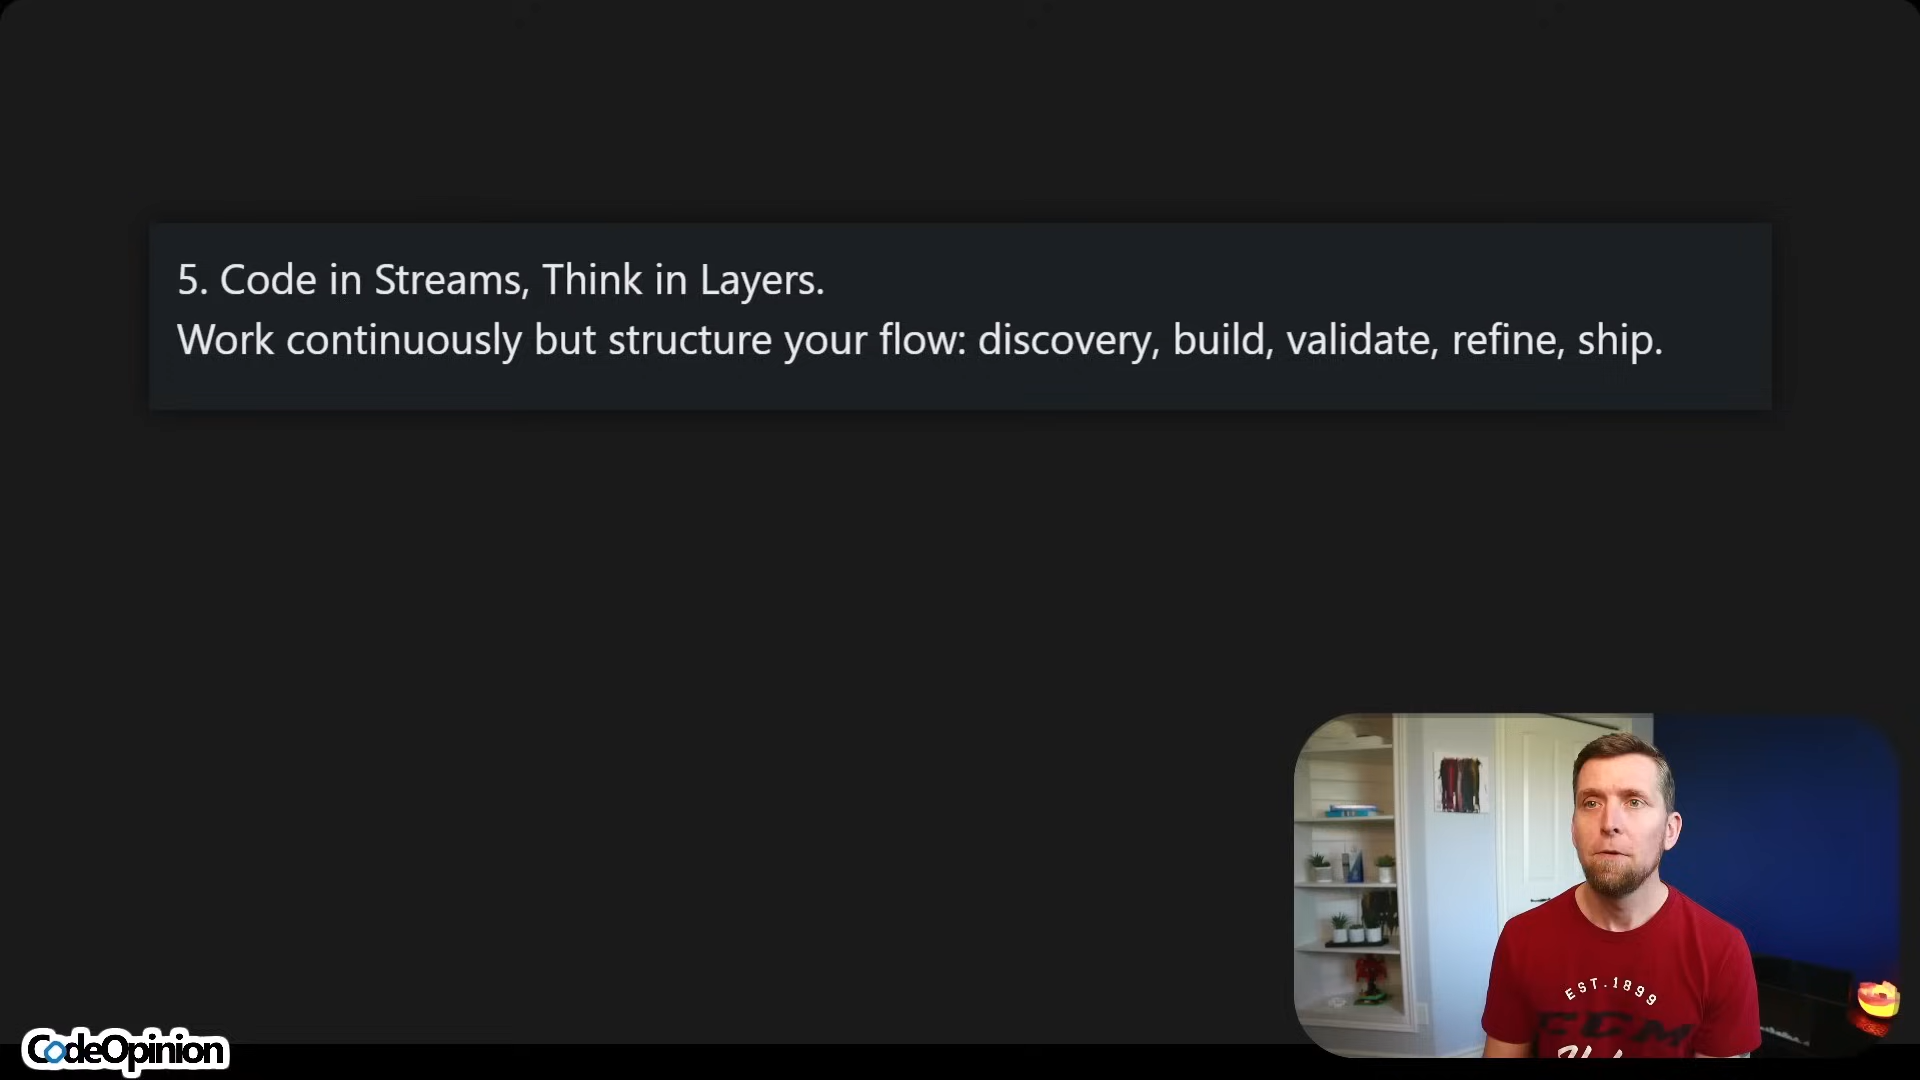 5. Code in Streams, Think in Layers.
Work continuously but structure your flow: discovery, build, validate, refine, ship.
EST.1899
CCM
CodeOpinion